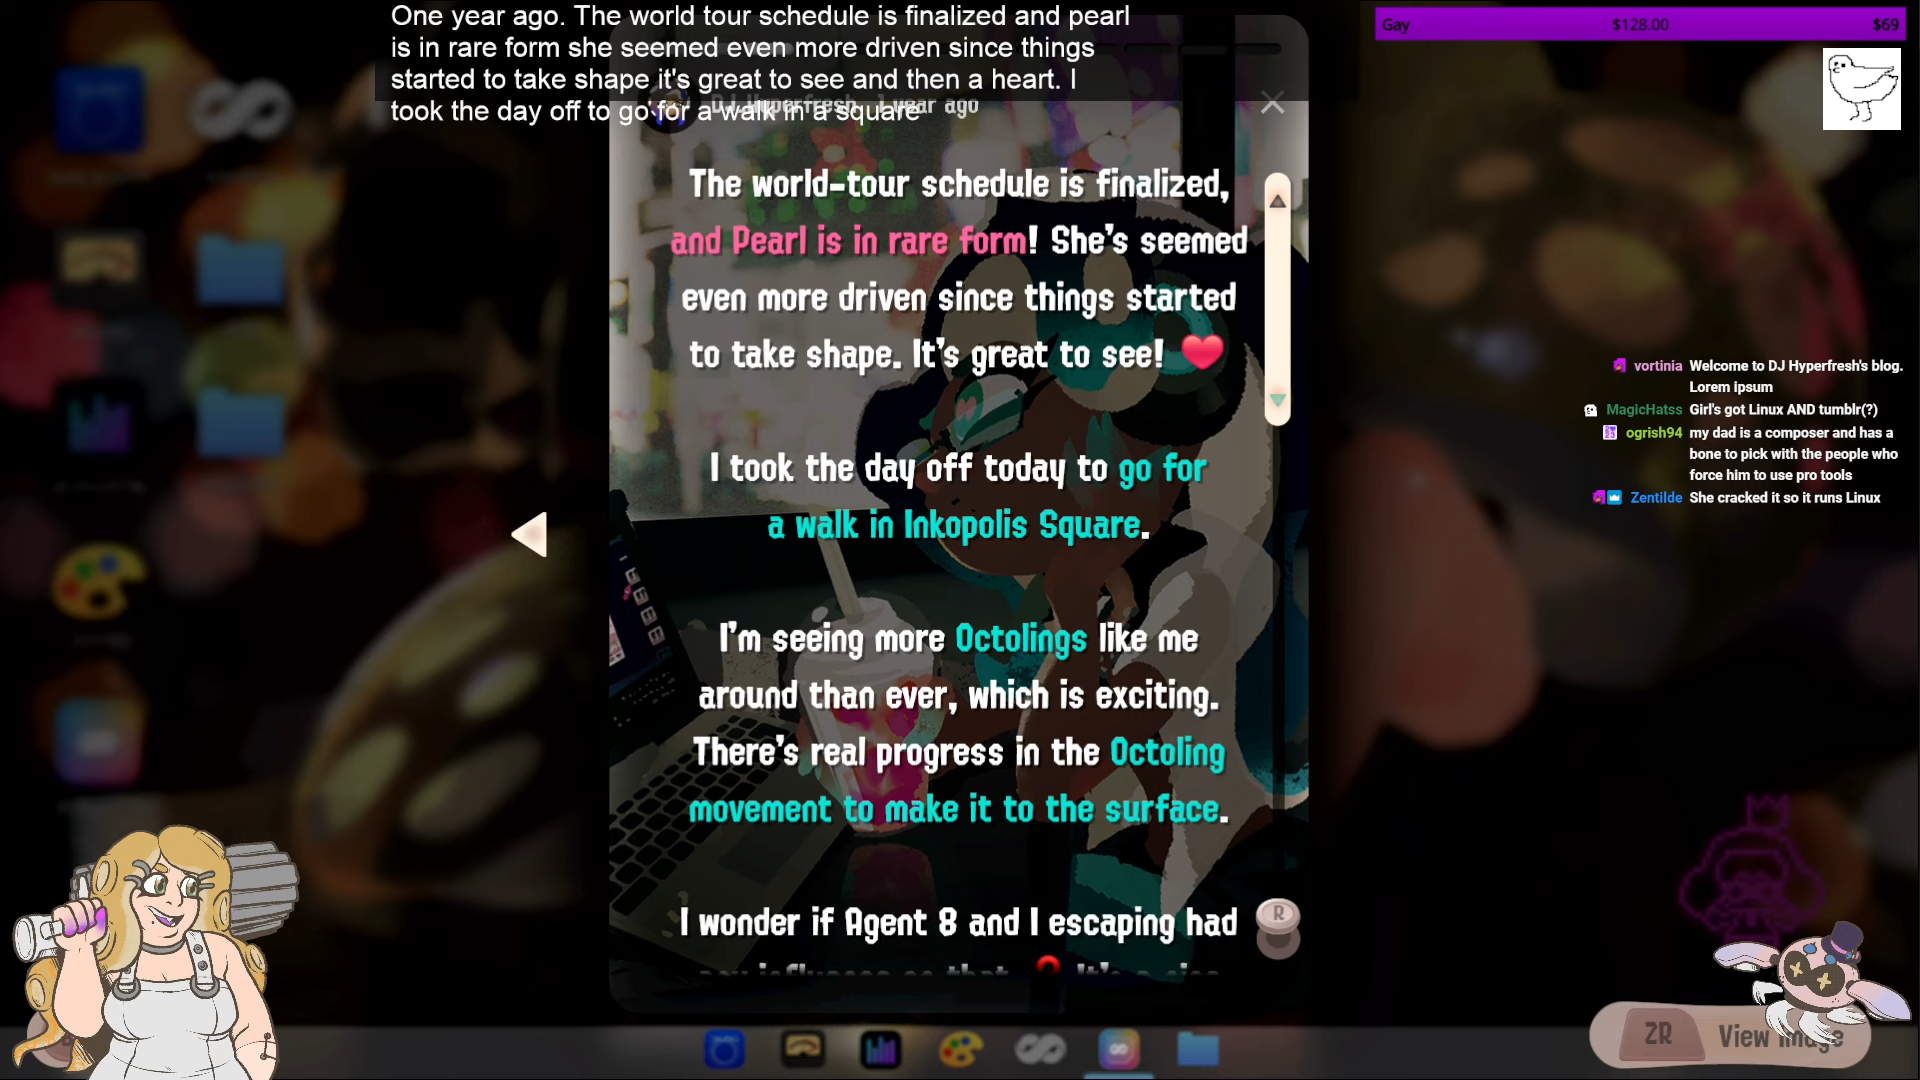 One year ago. The world tour schedule is finalized and pearl
is in rare form she seemed even more driven since things
started to take shape it's great to see and then a heart. I
took the day off to go for a walk in a square
DJ Hyperfresh 1 year ago
The world-tour schedule is finalized,
and Pearl is in rare form! She's seemed
even more driven since things started
to take shape. It's great to see! ❤
I took the day off today to go for
a walk in Inkopolis Square.
I'm seeing more Octolings like me
around than ever, which is exciting.
There's real progress in the Octoling
movement to make it to the surface.
I wonder if Agent 8 and I escaping had
R
Gay $128.00 $69
vortinia Welcome to DJ Hyperfresh's blog.
Lorem ipsum
MagicHatss Girl's got Linux AND tumblr(?)
ogrish94 my dad is a composer and has a
bone to pick with the people who
force him to use pro tools
Zentilde She cracked it so it runs Linux
ZR View Image